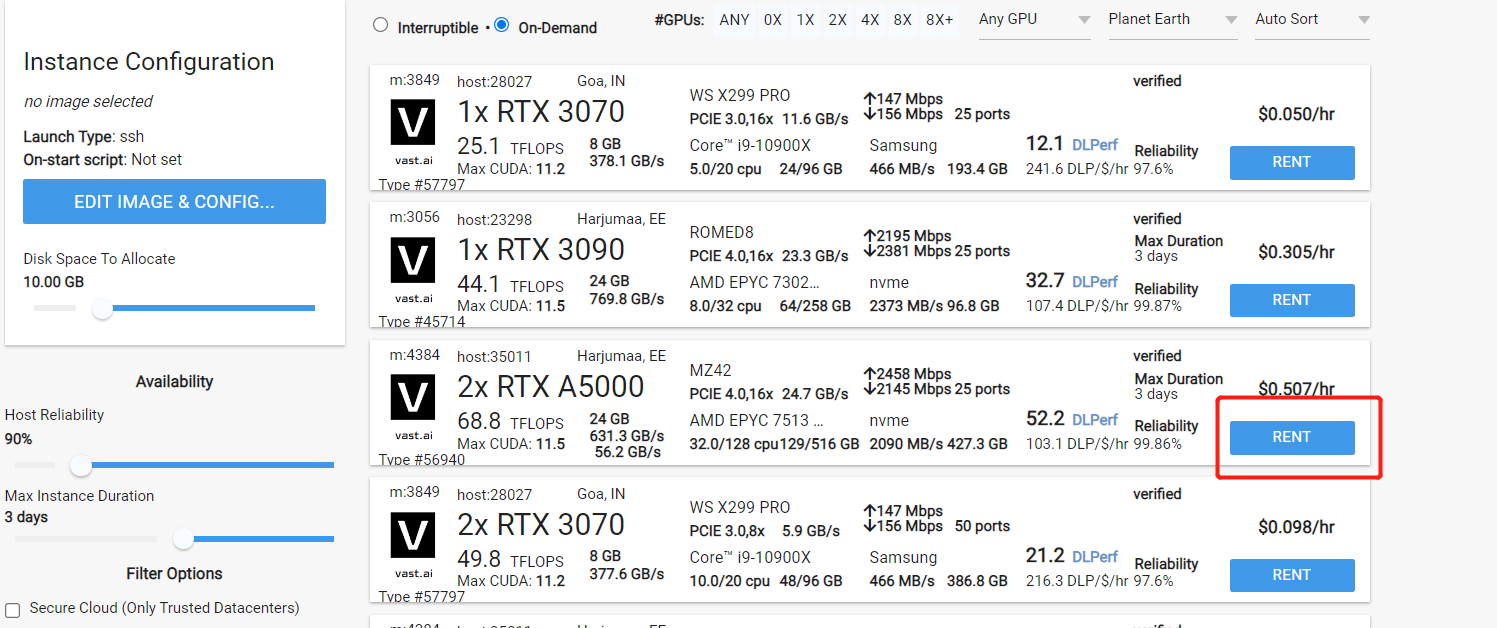 Interruptible • On-Demand
#GPUs: ANY 0X 1X 2X 4X 8X 8X+
Any GPU
Planet Earth
Auto Sort
Instance Configuration
no image selected
Launch Type: ssh
On-start script: Not set
EDIT IMAGE & CONFIG...
Disk Space To Allocate
10.00 GB
Availability
Host Reliability
90%
Max Instance Duration
3 days
Filter Options
Secure Cloud (Only Trusted Datacenters)
m:3849 host:28027 Goa, IN verified
V
vast.ai
1x RTX 3070 WS X299 PRO ↑147 Mbps $0.050/hr
PCIE 3.0,16x 11.6 GB/s ↓156 Mbps 25 ports
25.1 TFLOPS 8 GB Core™ i9-10900X Samsung 12.1 DLPerf Reliability
378.1 GB/s
Max CUDA: 11.2 5.0/20 cpu 24/96 GB 466 MB/s 193.4 GB 241.6 DLP/$/hr 97.6%
RENT
Type #57797
m:3056 host:23298 Harjumaa, EE verified
V
vast.ai
1x RTX 3090 ROMED8 ↑2195 Mbps Max Duration $0.305/hr
PCIE 4.0,16x 23.3 GB/s ↓2381 Mbps 25 ports 3 days
44.1 TFLOPS 24 GB AMD EPYC 7302... nvme 32.7 DLPerf Reliability
769.8 GB/s
Max CUDA: 11.5 8.0/32 cpu 64/258 GB 2373 MB/s 96.8 GB 107.4 DLP/$/hr 99.87%
RENT
Type #45714
m:4384 host:35011 Harjumaa, EE verified
V
vast.ai
2x RTX A5000 MZ42 ↑2458 Mbps Max Duration $0.507/hr
PCIE 4.0,16x 24.7 GB/s ↓2145 Mbps 25 ports 3 days
68.8 TFLOPS 24 GB AMD EPYC 7513 ... nvme 52.2 DLPerf Reliability
631.3 GB/s
Max CUDA: 11.5 56.2 GB/s 32.0/128 cpu 129/516 GB 2090 MB/s 427.3 GB 103.1 DLP/$/hr 99.86%
RENT
Type #56940
m:3849 host:28027 Goa, IN verified
V
vast.ai
2x RTX 3070 WS X299 PRO ↑147 Mbps $0.098/hr
PCIE 3.0,8x 5.9 GB/s ↓156 Mbps 50 ports
49.8 TFLOPS 8 GB Core™ i9-10900X Samsung 21.2 DLPerf Reliability
377.6 GB/s
Max CUDA: 11.2 10.0/20 cpu 48/96 GB 466 MB/s 386.8 GB 216.3 DLP/$/hr 97.6%
RENT
Type #57797